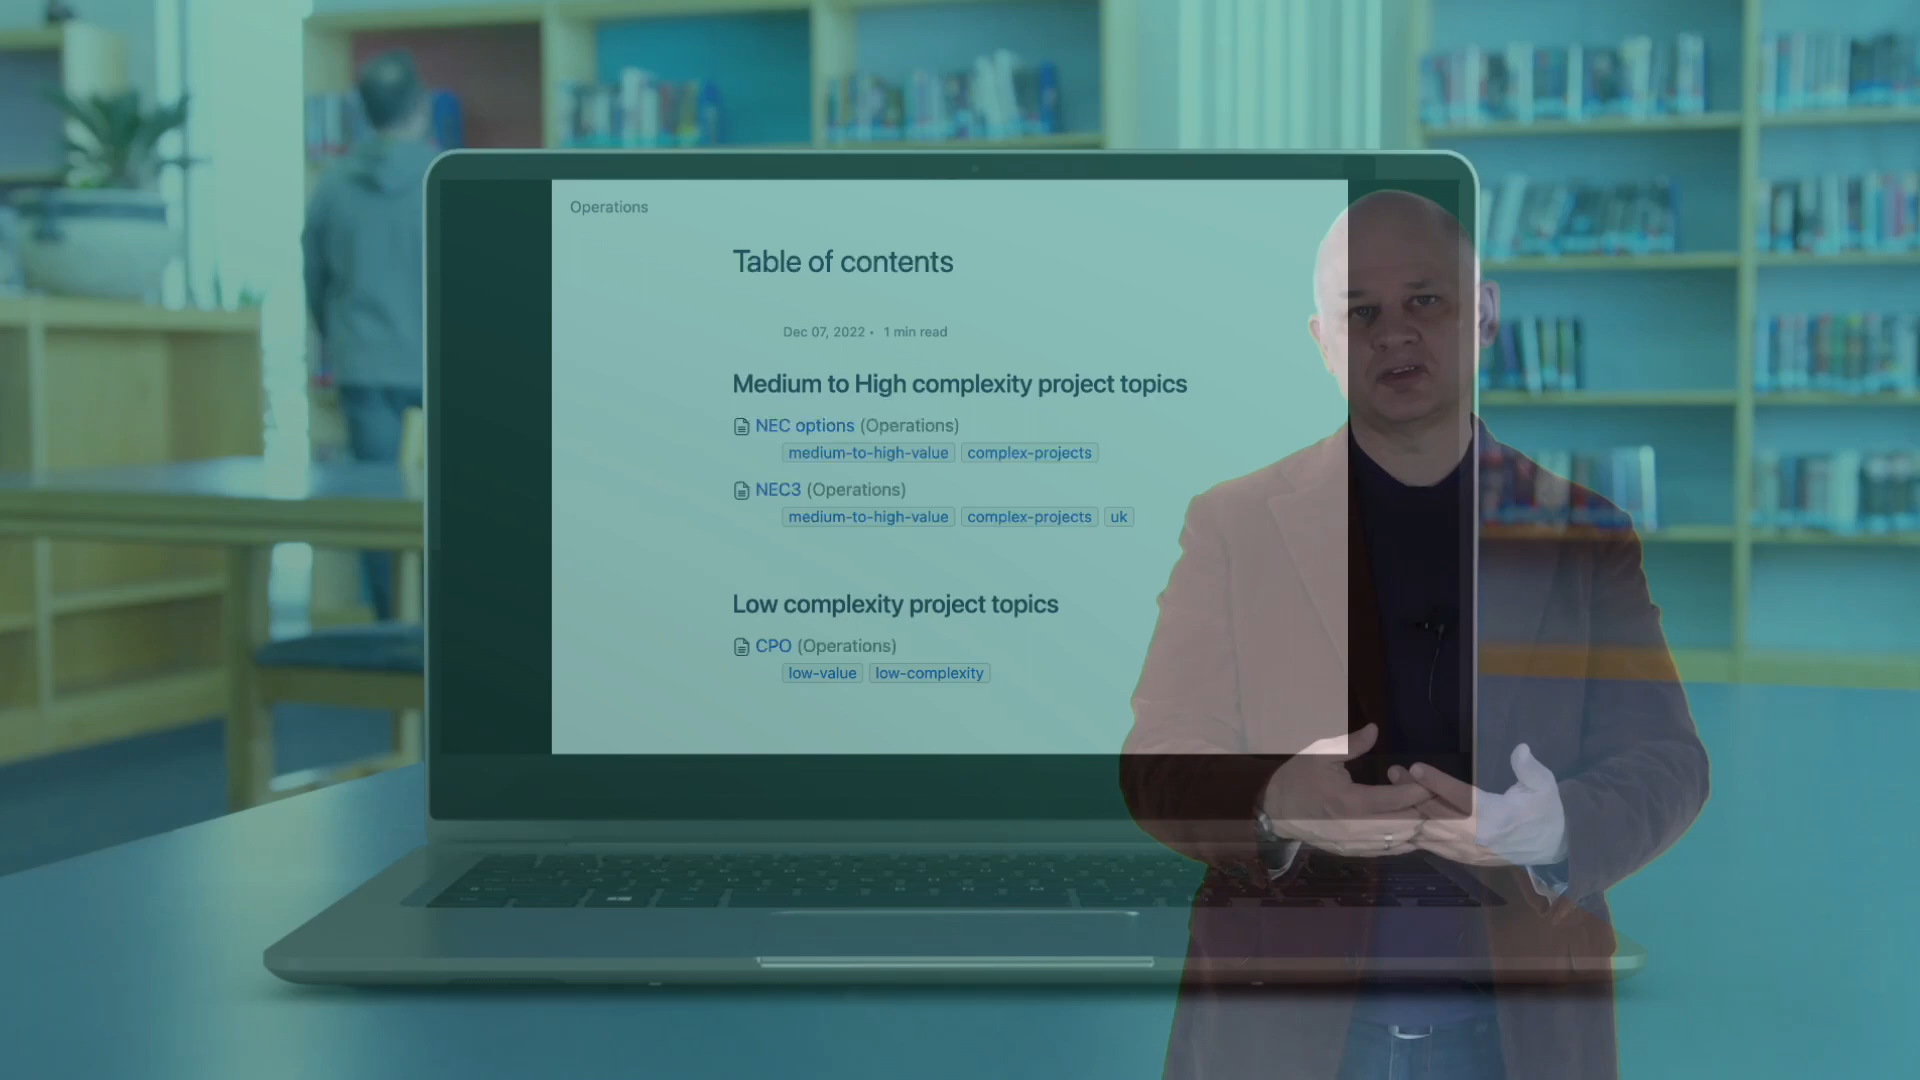 Operations
Table of contents
Dec 07, 2022 • 1 min read
Medium to High complexity project topics
NEC options (Operations)
medium-to-high-value complex-projects
NEC3 (Operations)
medium-to-high-value complex-projects uk
Low complexity project topics
CPO (Operations)
low-value low-complexity